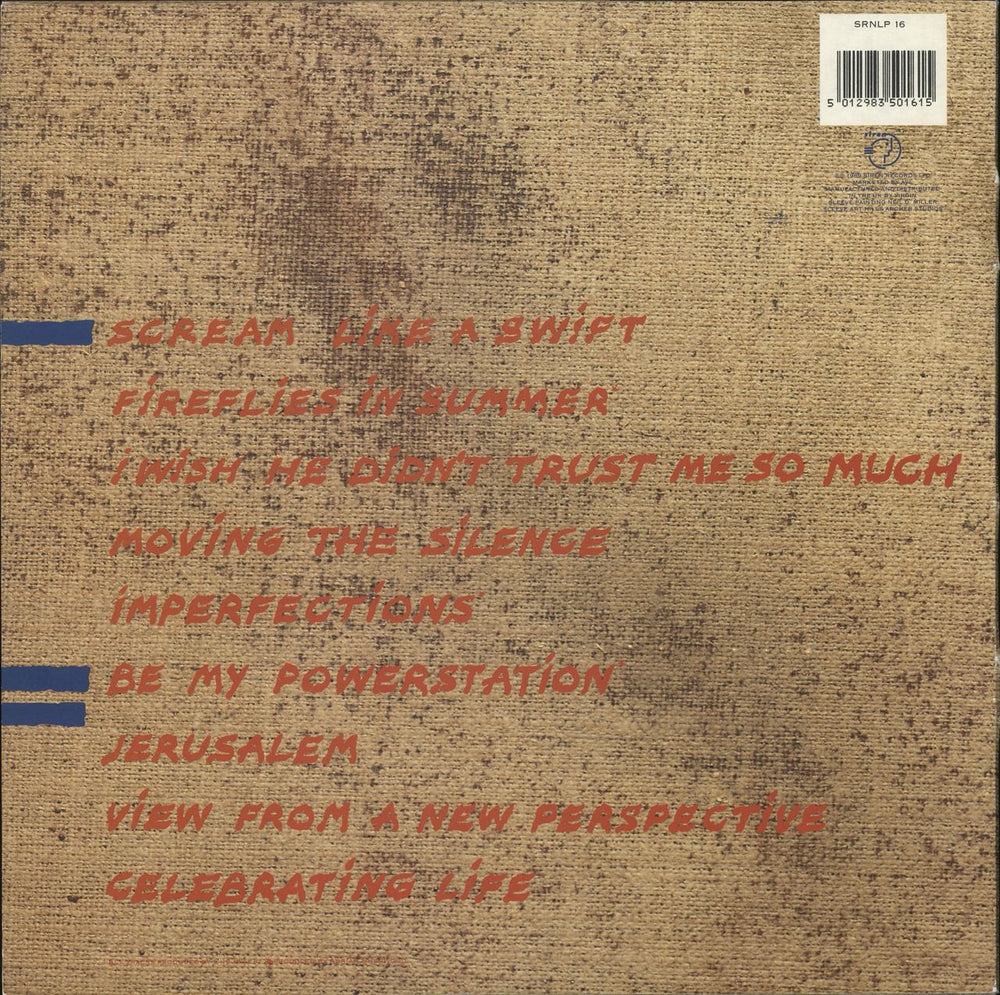 SRNLP 16
5 012983 501615
siren
SCREAM LIKE A SWIFT
FIREFLIES IN SUMMER*
I WISH HE DIDN'T TRUST ME SO MUCH
MOVING THE SILENCE
IMPERFECTIONS*
BE MY POWERSTATION*
JERUSALEM
VIEW FROM A NEW PERSPECTIVE
CELEBRATING LIFE